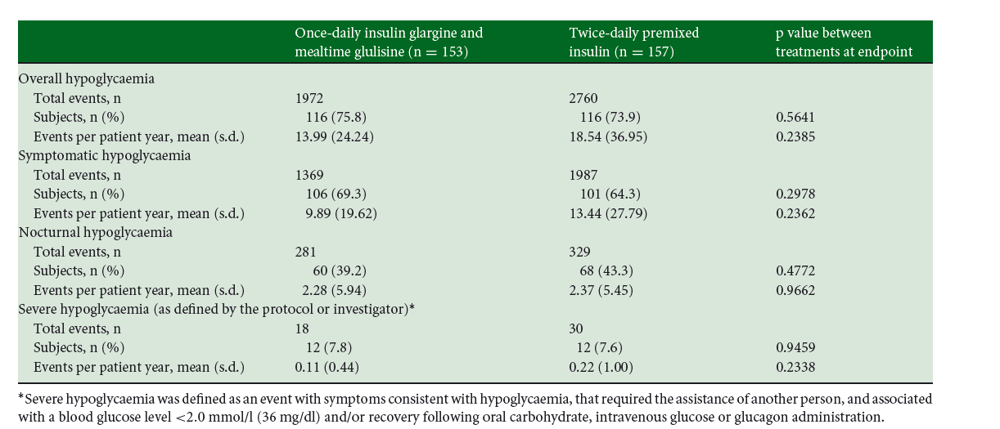 Once-daily insulin glargine and mealtime glulisine (n = 153) Twice-daily premixed insulin (n = 157) p value between treatments at endpoint
Overall hypoglycaemia
Total events, n 1972 2760
Subjects, n (%) 116 (75.8) 116 (73.9) 0.5641
Events per patient year, mean (s.d.) 13.99 (24.24) 18.54 (36.95) 0.2385
Symptomatic hypoglycaemia
Total events, n 1369 1987
Subjects, n (%) 106 (69.3) 101 (64.3) 0.2978
Events per patient year, mean (s.d.) 9.89 (19.62) 13.44 (27.79) 0.2362
Nocturnal hypoglycaemia
Total events, n 281 329
Subjects, n (%) 60 (39.2) 68 (43.3) 0.4772
Events per patient year, mean (s.d.) 2.28 (5.94) 2.37 (5.45) 0.9662
Severe hypoglycaemia (as defined by the protocol or investigator)*
Total events, n 18 30
Subjects, n (%) 12 (7.8) 12 (7.6) 0.9459
Events per patient year, mean (s.d.) 0.11 (0.44) 0.22 (1.00) 0.2338
*Severe hypoglycaemia was defined as an event with symptoms consistent with hypoglycaemia, that required the assistance of another person, and associated
with a blood glucose level <2.0 mmol/l (36 mg/dl) and/or recovery following oral carbohydrate, intravenous glucose or glucagon administration.